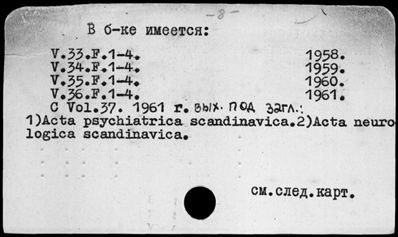 - 8 -
В б-ке имеется:
V.33.F.1-4. 1958.
V.34.F.1-4. 1959.
V.35.F.1-4. 1960.
V.36.F.1-4. 1961.
С Vol.37. 1961 г. вых. под загл.:
1)Acta psychiatrica scandinavica.2)Acta neuro
logica scandinavica.
см.след.карт.